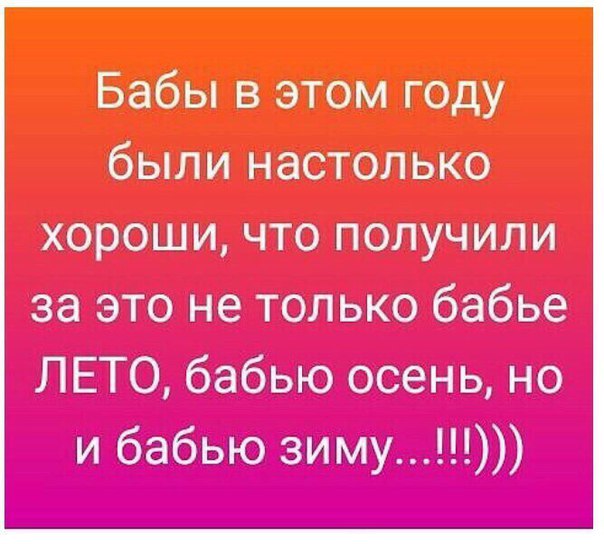 Бабы в этом году
были настолько
хороши, что получили
за это не только бабье
ЛЕТО, бабью осень, но
и бабью зиму...!!!)))